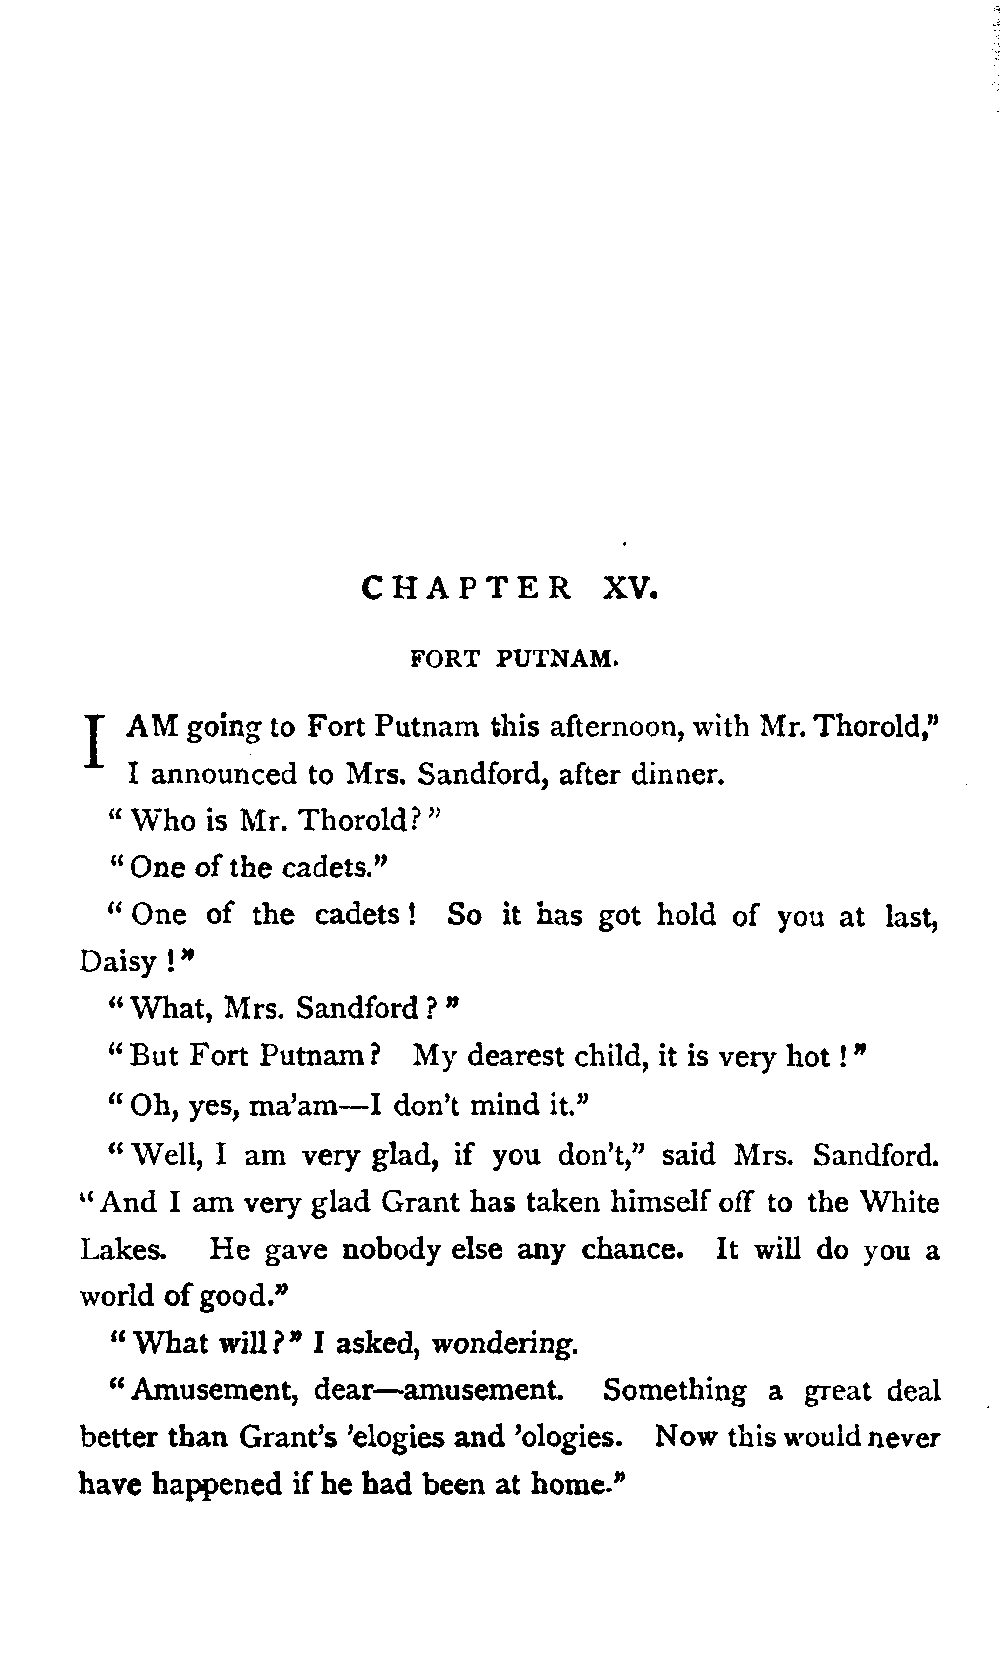 CHAPTER XV.
FORT PUTNAM.
I AM going to Fort Putnam this afternoon, with Mr. Thorold,"
I announced to Mrs. Sandford, after dinner.
"Who is Mr. Thorold?"
"One of the cadets."
"One of the cadets! So it has got hold of you at last,
Daisy!"
"What, Mrs. Sandford?"
"But Fort Putnam? My dearest child, it is very hot!"
"Oh, yes, ma'am—I don't mind it."
"Well, I am very glad, if you don't," said Mrs. Sandford.
"And I am very glad Grant has taken himself off to the White
Lakes. He gave nobody else any chance. It will do you a
world of good."
"What will?" I asked, wondering.
"Amusement, dear—amusement. Something a great deal
better than Grant's 'elogies and 'ologies. Now this would never
have happened if he had been at home."